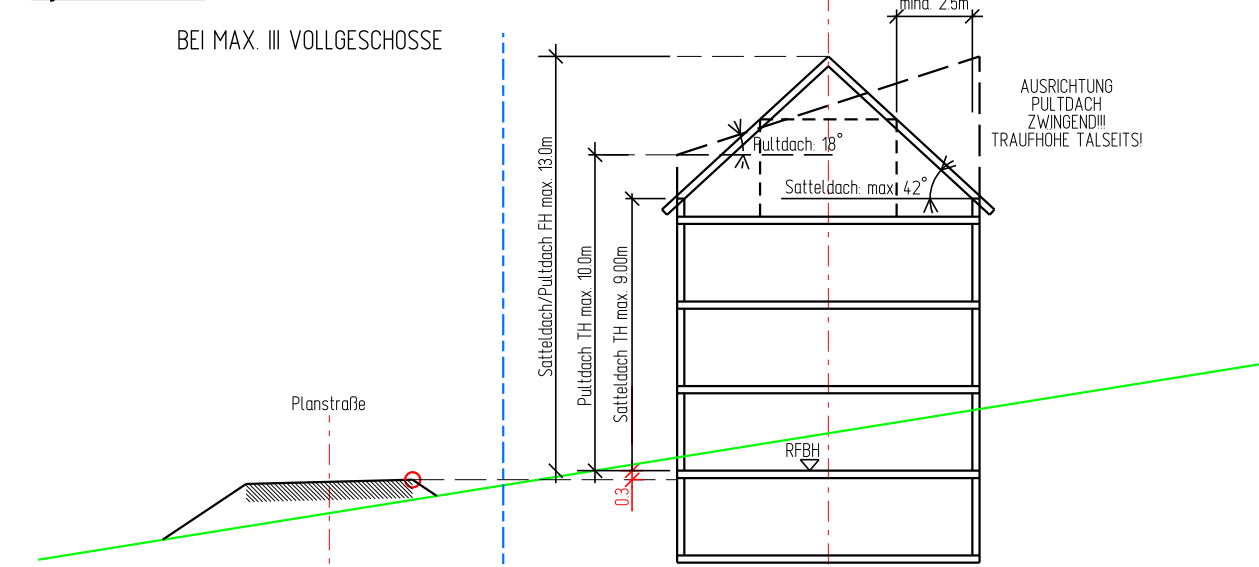 mind. 2.5m
BEI MAX. III VOLLGESCHOSSE
AUSRICHTUNG
PULTDACH
ZWINGEND!!!
TRAUFHÖHE TALSEITS!
Pultdach: 18°
Satteldach: max. 42°
Satteldach/Pultdach FH max. 13.0m
Pultdach TH max. 10.0m
Satteldach TH max. 9.00m
Planstraße
RFBH
0.3